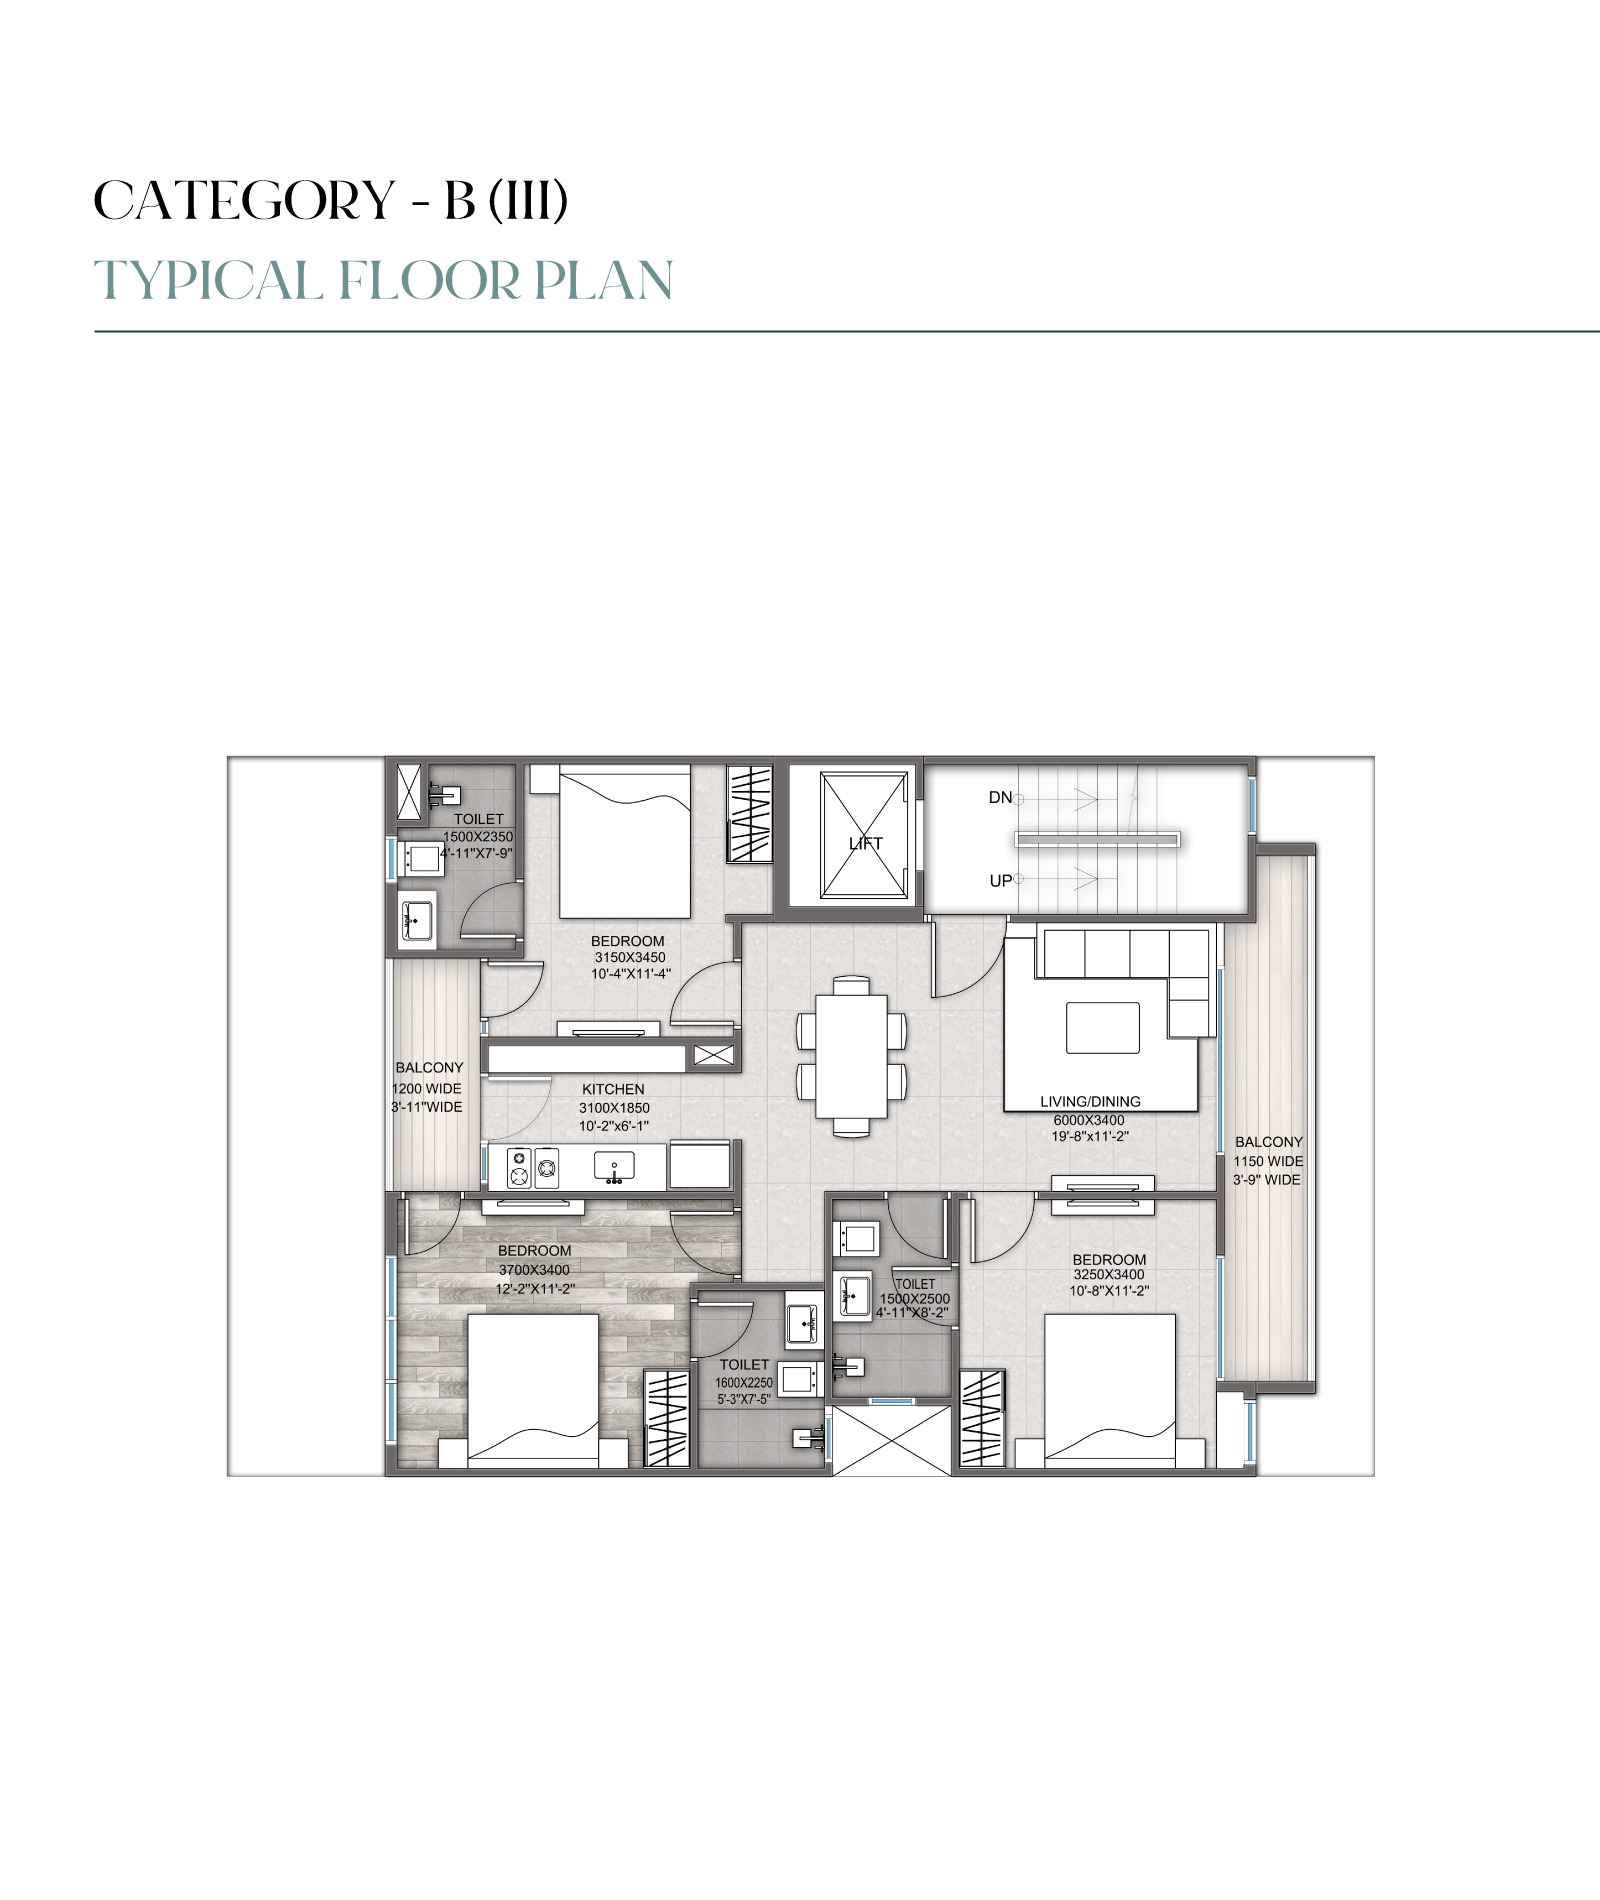 CATEGORY - B (III)
TYPICAL FLOOR PLAN
DN
UP
LIFT
TOILET
1500X2350
4'-11"X7'-9"
BEDROOM
3150X3450
10'-4"X11'-4"
BALCONY
1200 WIDE
3'-11"WIDE
KITCHEN
3100X1850
10'-2"x6'-1"
LIVING/DINING
6000X3400
19'-8"x11'-2"
BALCONY
1150 WIDE
3'-9" WIDE
BEDROOM
3700X3400
12'-2"X11'-2"
TOILET
1600X2250
5'-3"X7'-5"
TOILET
1500X2500
4'-11"X8'-2"
BEDROOM
3250X3400
10'-8"X11'-2"